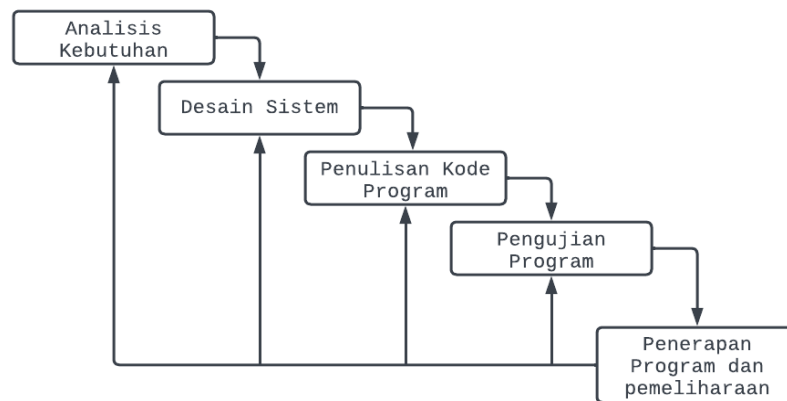 Analisis
Kebutuhan
Desain Sistem
Penulisan Kode
Program
Pengujian
Program
Penerapan
Program dan
pemeliharaan